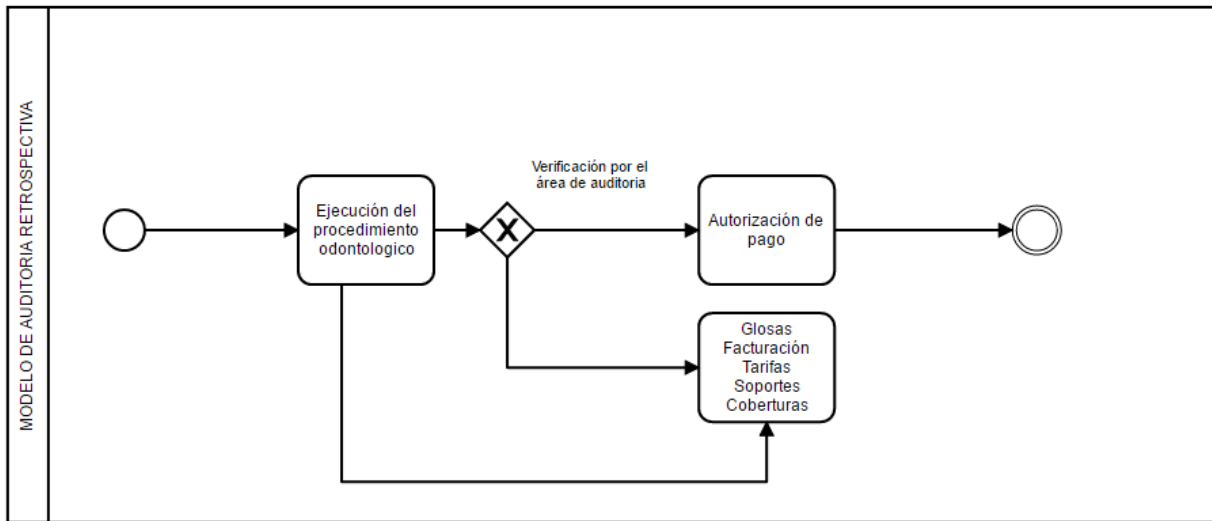 MODELO DE AUDITORIA RETROSPECTIVA
Ejecución del
procedimiento
odontologico
Verificación por el
área de auditoria
X
Autorización de
pago
Glosas
Facturación
Tarifas
Soportes
Coberturas